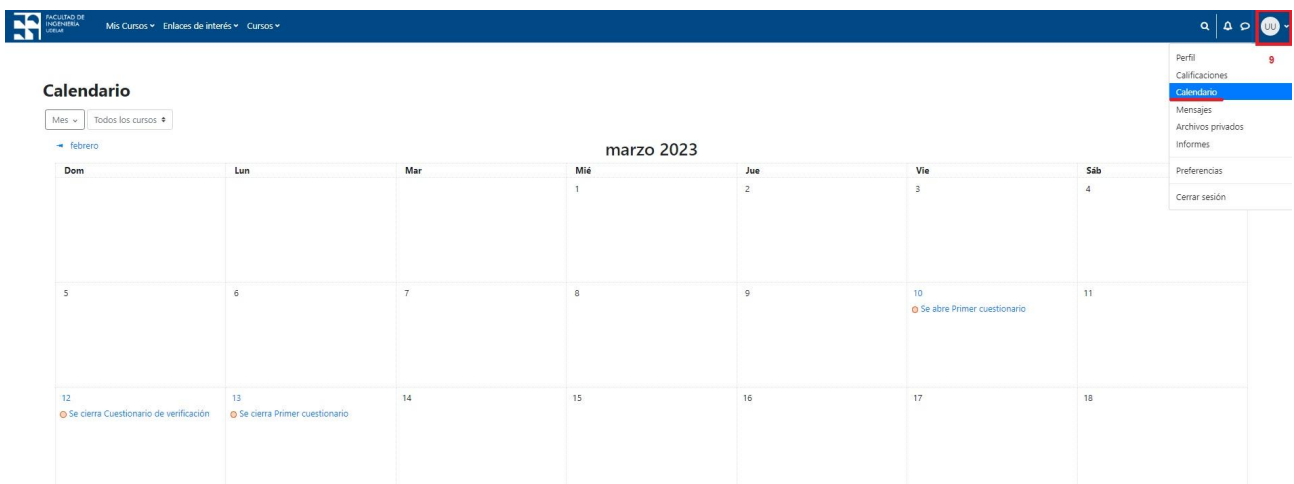 FACULTAD DE
INGENIERÍA
UDELAR
Mis Cursos Enlaces de interés Cursos
UU
Perfil
9
Calificaciones
Calendario
Mensajes
Archivos privados
Informes
Preferencias
Cerrar sesión
Calendario
Mes Todos los cursos
◄ febrero
marzo 2023
Dom Lun Mar Mié Jue Vie Sáb
1 2 3 4
5 6 7 8 9 10 11
Se abre Primer cuestionario
12 13 14 15 16 17 18
Se cierra Cuestionario de verificación Se cierra Primer cuestionario